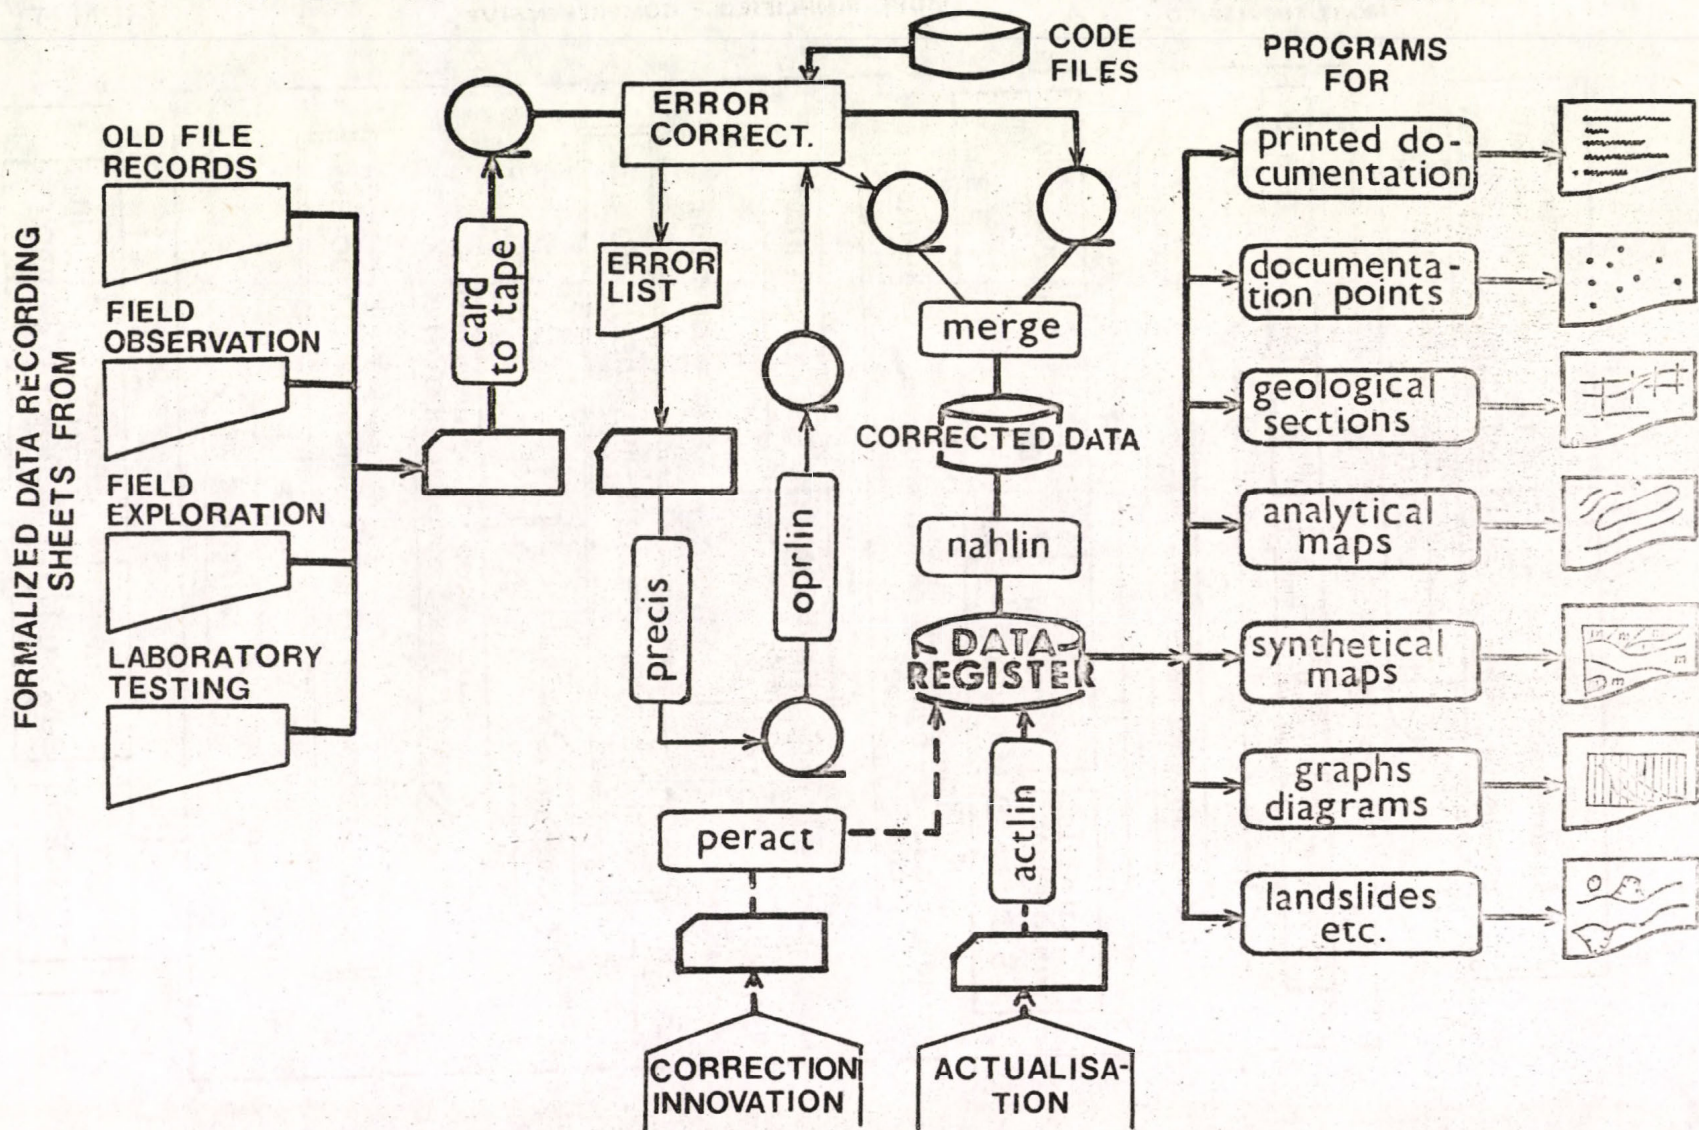 FORMALIZED DATA RECORDING
SHEETS FROM
OLD FILE
RECORDS
FIELD
OBSERVATION
FIELD
EXPLORATION
LABORATORY
TESTING
card
to tape
ERROR
CORRECT.
CODE
FILES
ERROR
LIST
precis
oprlin
merge
CORRECTED DATA
nahlin
DATA-
REGISTER
peract
actlin
CORRECTION
INNOVATION
ACTUALISA-
TION
PROGRAMS
FOR
printed do-
cumentation
documenta-
tion points
geological
sections
analytical
maps
synthetical
maps
graphs
diagrams
landslides
etc.